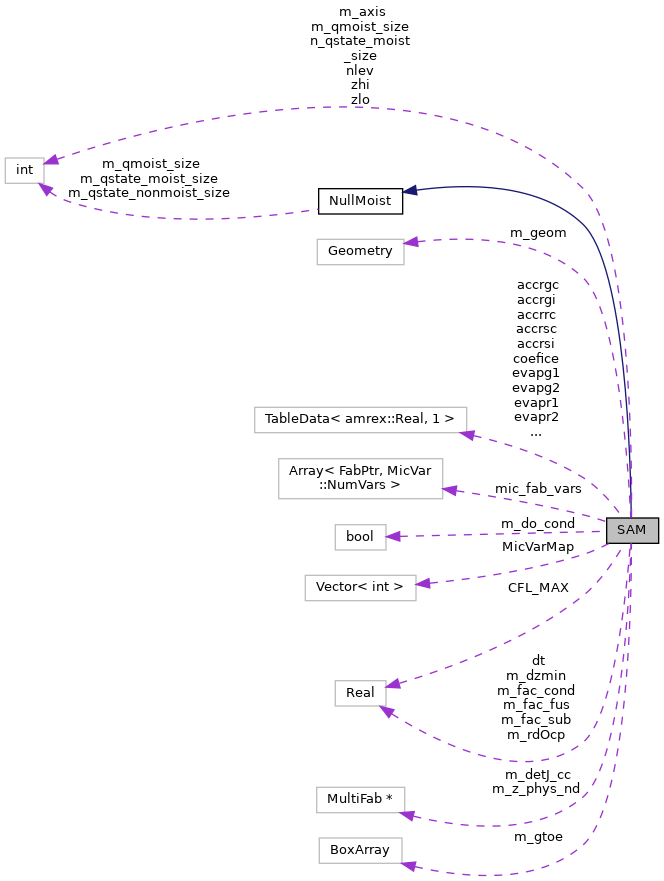 m_axis
m_qmoist_size
n_qstate_moist
_size
nlev
zhi
zlo
int
m_qmoist_size
m_qstate_moist_size
m_qstate_nonmoist_size
NullMoist
m_geom
Geometry
accrgc
accrgi
accrrc
accrsc
accrsi
coefice
evapg1
evapg2
evapr1
evapr2
...
TableData< amrex::Real, 1 >
Array< FabPtr, MicVar
::NumVars >
mic_fab_vars
m_do_cond
SAM
bool
MicVarMap
Vector< int >
CFL_MAX
dt
m_dzmin
m_fac_cond
m_fac_fus
m_fac_sub
m_rdOcp
Real
m_detJ_cc
m_z_phys_nd
MultiFab *
m_gtoe
BoxArray